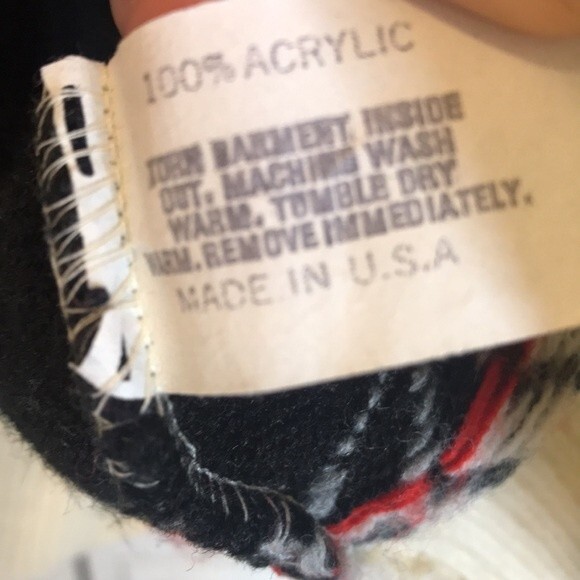 100% ACRYLIC
TURN GARMENT INSIDE
OUT. MACHINE WASH
WARM. TUMBLE DRY
WARM. REMOVE IMMEDIATELY.
MADE IN U.S.A